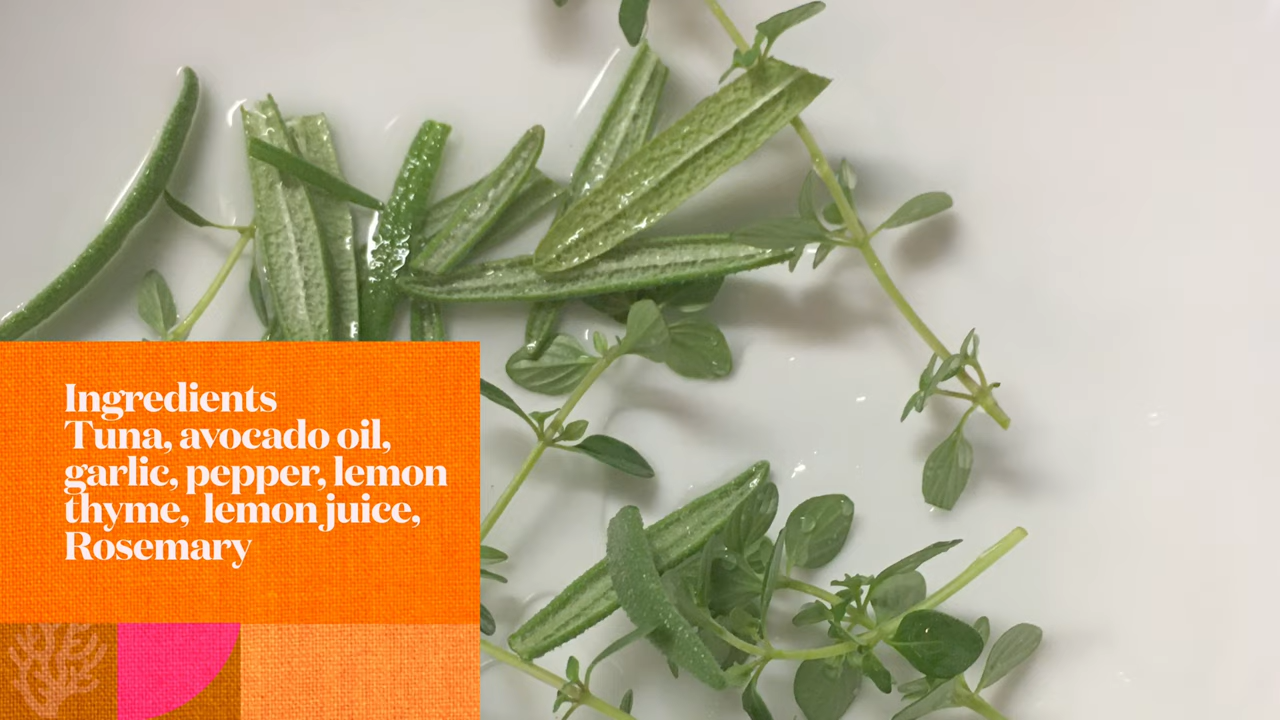 Ingredients
Tuna, avocado oil,
garlic, pepper, lemon
thyme, lemon juice,
Rosemary